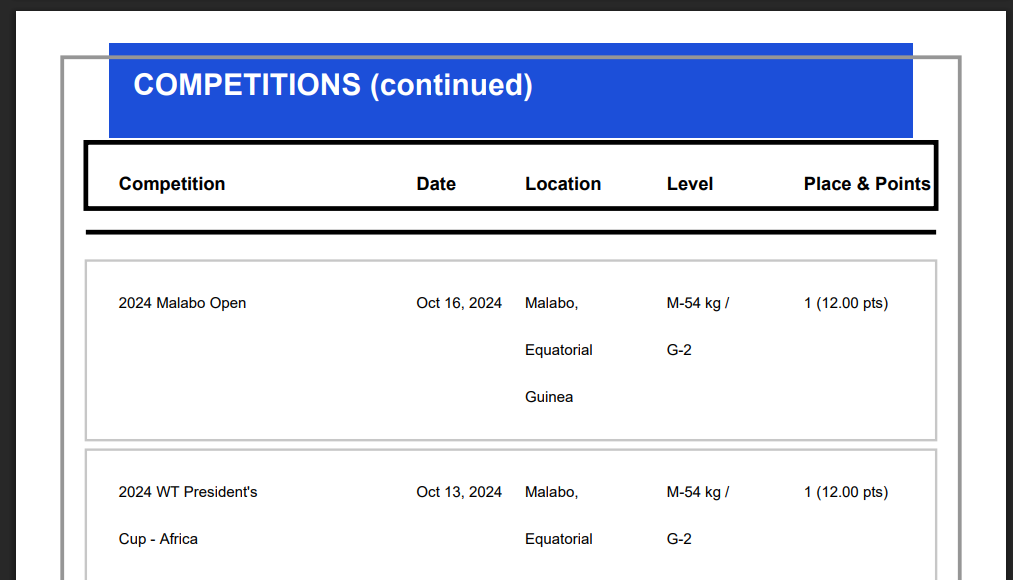 COMPETITIONS (continued)
Competition Date Location Level Place & Points
2024 Malabo Open Oct 16, 2024 Malabo, M-54 kg / 1 (12.00 pts)
Equatorial G-2
Guinea
2024 WT President's Oct 13, 2024 Malabo, M-54 kg / 1 (12.00 pts)
Cup - Africa Equatorial G-2